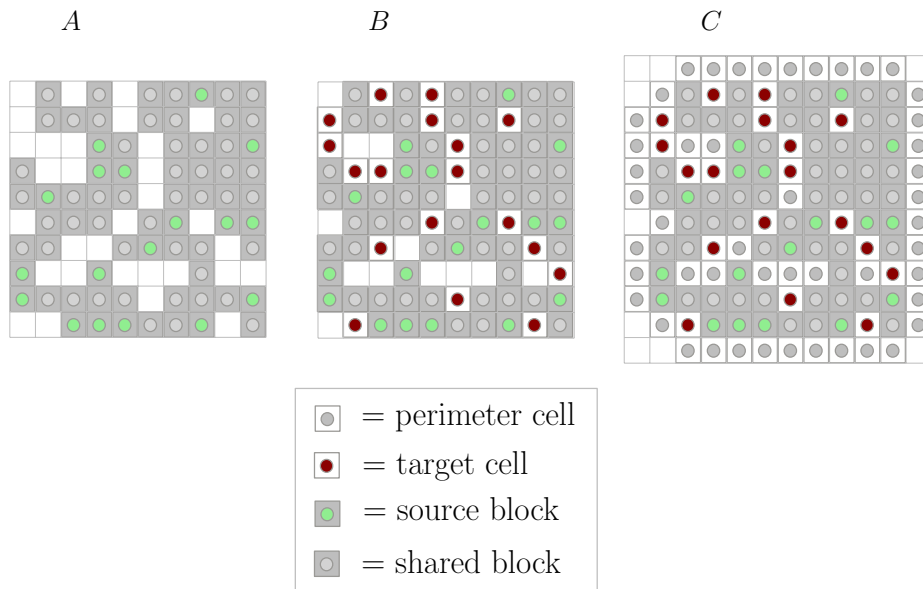 A B C
= perimeter cell
= target cell
= source block
= shared block